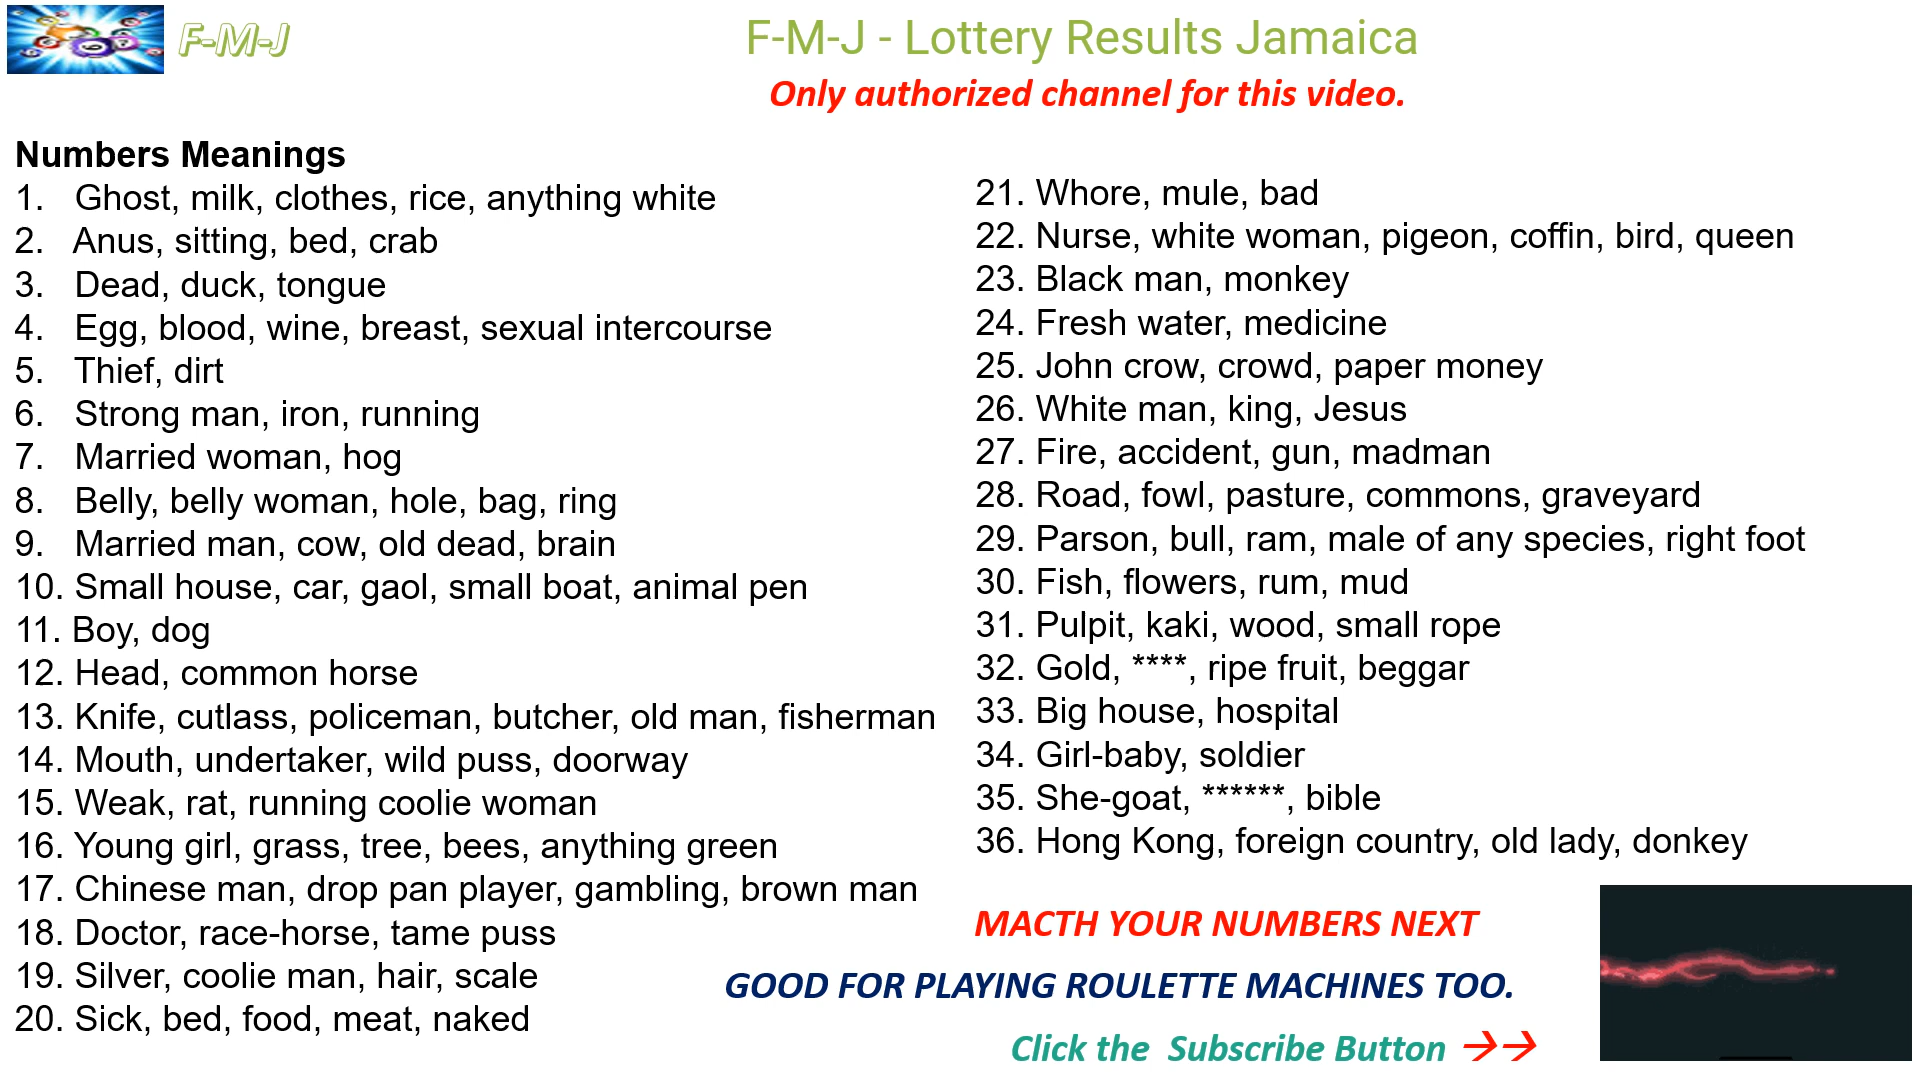 F-M-J
F-M-J - Lottery Results Jamaica
Only authorized channel for this video.
Numbers Meanings
1. Ghost, milk, clothes, rice, anything white
2. Anus, sitting, bed, crab
3. Dead, duck, tongue
4. Egg, blood, wine, breast, sexual intercourse
5. Thief, dirt
6. Strong man, iron, running
7. Married woman, hog
8. Belly, belly woman, hole, bag, ring
9. Married man, cow, old dead, brain
10. Small house, car, gaol, small boat, animal pen
11. Boy, dog
12. Head, common horse
13. Knife, cutlass, policeman, butcher, old man, fisherman
14. Mouth, undertaker, wild puss, doorway
15. Weak, rat, running coolie woman
16. Young girl, grass, tree, bees, anything green
17. Chinese man, drop pan player, gambling, brown man
18. Doctor, race-horse, tame puss
19. Silver, coolie man, hair, scale
20. Sick, bed, food, meat, naked
21. Whore, mule, bad
22. Nurse, white woman, pigeon, coffin, bird, queen
23. Black man, monkey
24. Fresh water, medicine
25. John crow, crowd, paper money
26. White man, king, Jesus
27. Fire, accident, gun, madman
28. Road, fowl, pasture, commons, graveyard
29. Parson, bull, ram, male of any species, right foot
30. Fish, flowers, rum, mud
31. Pulpit, kaki, wood, small rope
32. Gold, ****, ripe fruit, beggar
33. Big house, hospital
34. Girl-baby, soldier
35. She-goat, ******, bible
36. Hong Kong, foreign country, old lady, donkey
MACTH YOUR NUMBERS NEXT
GOOD FOR PLAYING ROULETTE MACHINES TOO.
Click the Subscribe Button →→